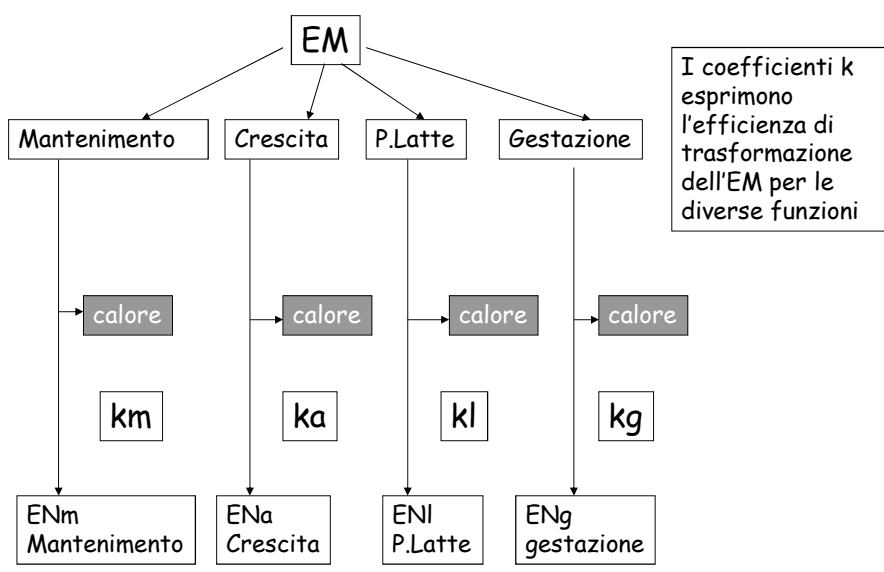 EM
I coefficienti k
esprimono
l'efficienza di
trasformazione
dell'EM per le
diverse funzioni
Mantenimento
Crescita
P.Latte
Gestazione
calore
calore
calore
calore
km
ka
kl
kg
ENm
Mantenimento
ENa
Crescita
ENl
P.Latte
ENg
gestazione